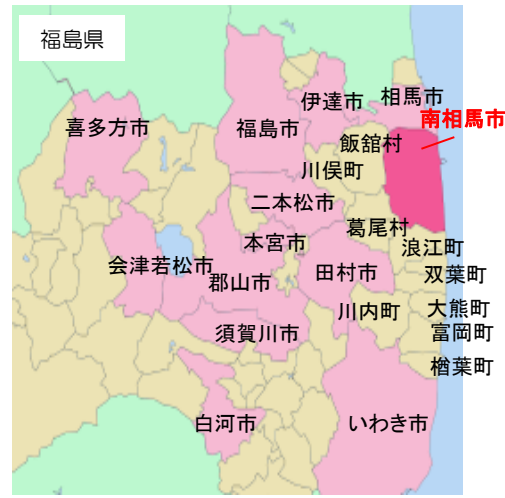 福島県
相馬市
伊達市
南相馬市
喜多方市
福島市
飯舘村
川俣町
二本松市
葛尾村
本宮市
浪江町
会津若松市
田村市
双葉町
郡山市
川内町
大熊町
須賀川市
富岡町
楢葉町
白河市
いわき市